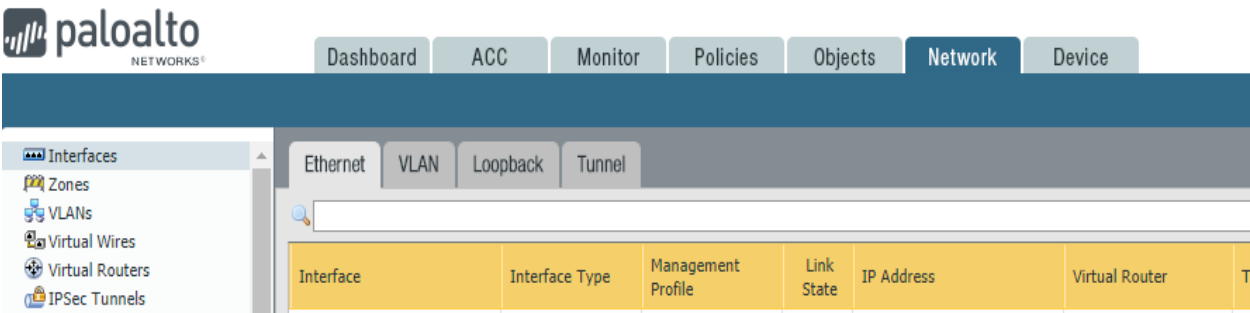 paloalto
NETWORKS®
Dashboard ACC Monitor Policies Objects Network Device
Interfaces
Zones
VLANs
Virtual Wires
Virtual Routers
IPSec Tunnels
Ethernet VLAN Loopback Tunnel
Interface Interface Type Management Profile Link State IP Address Virtual Router T